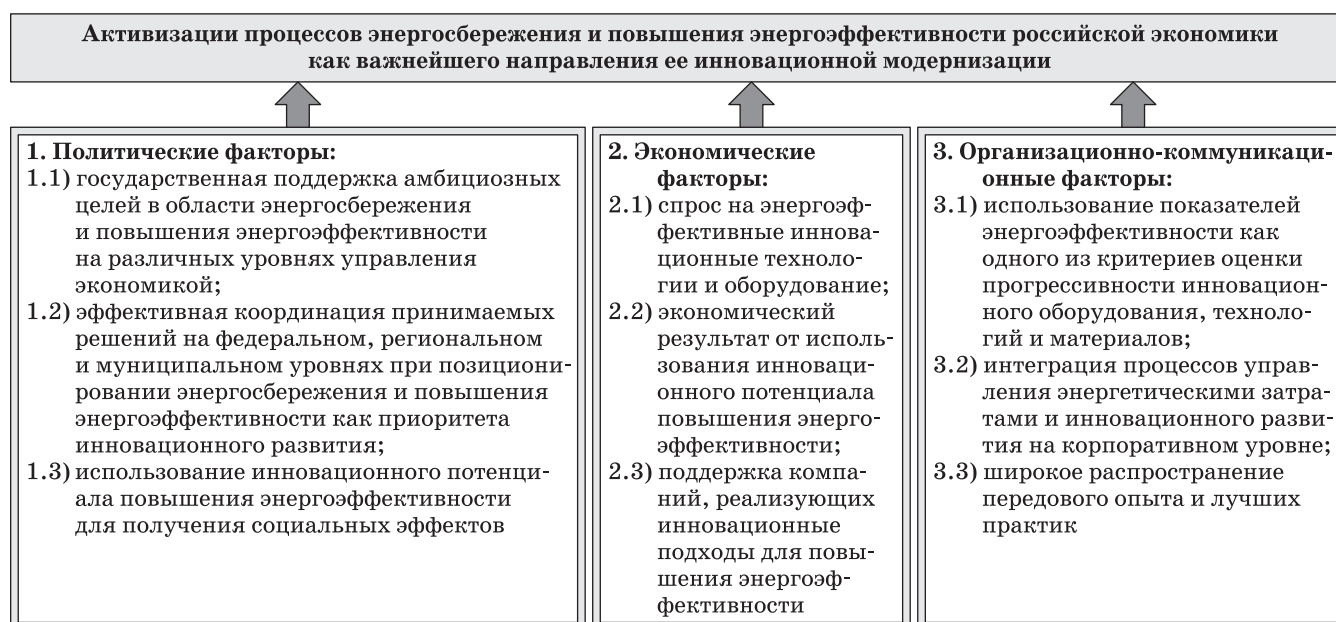 Активизации процессов энергосбережения и повышения энергоэффективности российской экономики
как важнейшего направления ее инновационной модернизации
1. Политические факторы:
1.1) государственная поддержка амбициозных
целей в области энергосбережения
и повышения энергоэффективности
на различных уровнях управления
экономикой;
1.2) эффективная координация принимаемых
решений на федеральном, региональном
и муниципальном уровнях при позициони-
ровании энергосбережения и повышения
энергоэффективности как приоритета
инновационного развития;
1.3) использование инновационного потенци-
ала повышения энергоэффективности
для получения социальных эффектов
2. Экономические
факторы:
2.1) спрос на энергоэф-
фективные иннова-
ционные техноло-
гии и оборудование;
2.2) экономический
результат от исполь-
зования инноваци-
онного потенциала
повышения энерго-
эффективности;
2.3) поддержка компа-
ний, реализующих
инновационные
подходы для повы-
шения энергоэф-
фективности
3. Организационно-коммуникаци-
онные факторы:
3.1) использование показателей
энергоэффективности как
одного из критериев оценки
прогрессивности инновацион-
ного оборудования, техноло-
гий и материалов;
3.2) интеграция процессов управ-
ления энергетическими затра-
тами и инновационного разви-
тия на корпоративном уровне;
3.3) широкое распространение
передового опыта и лучших
практик